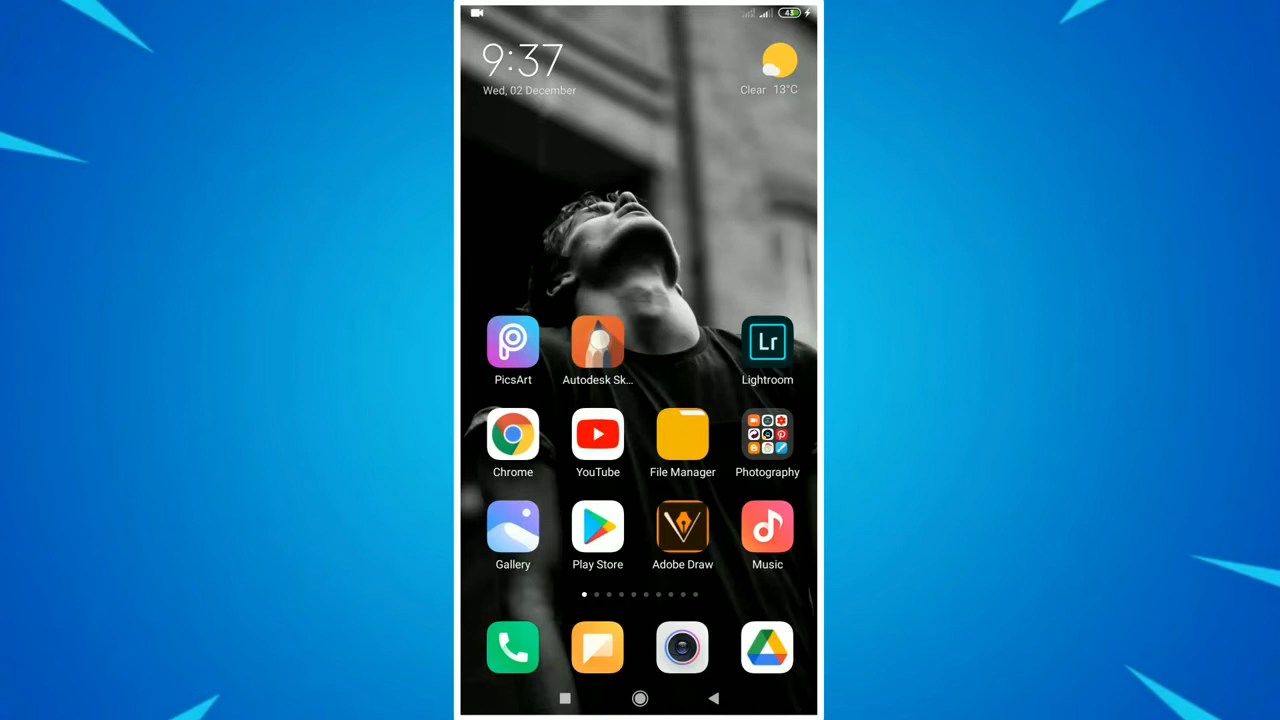 43
9:37
Wed, 02 December
Clear 13°C
PicsArt
Autodesk Sk...
Lr
Lightroom
Chrome
YouTube
File Manager
Photography
Gallery
Play Store
Adobe Draw
Music